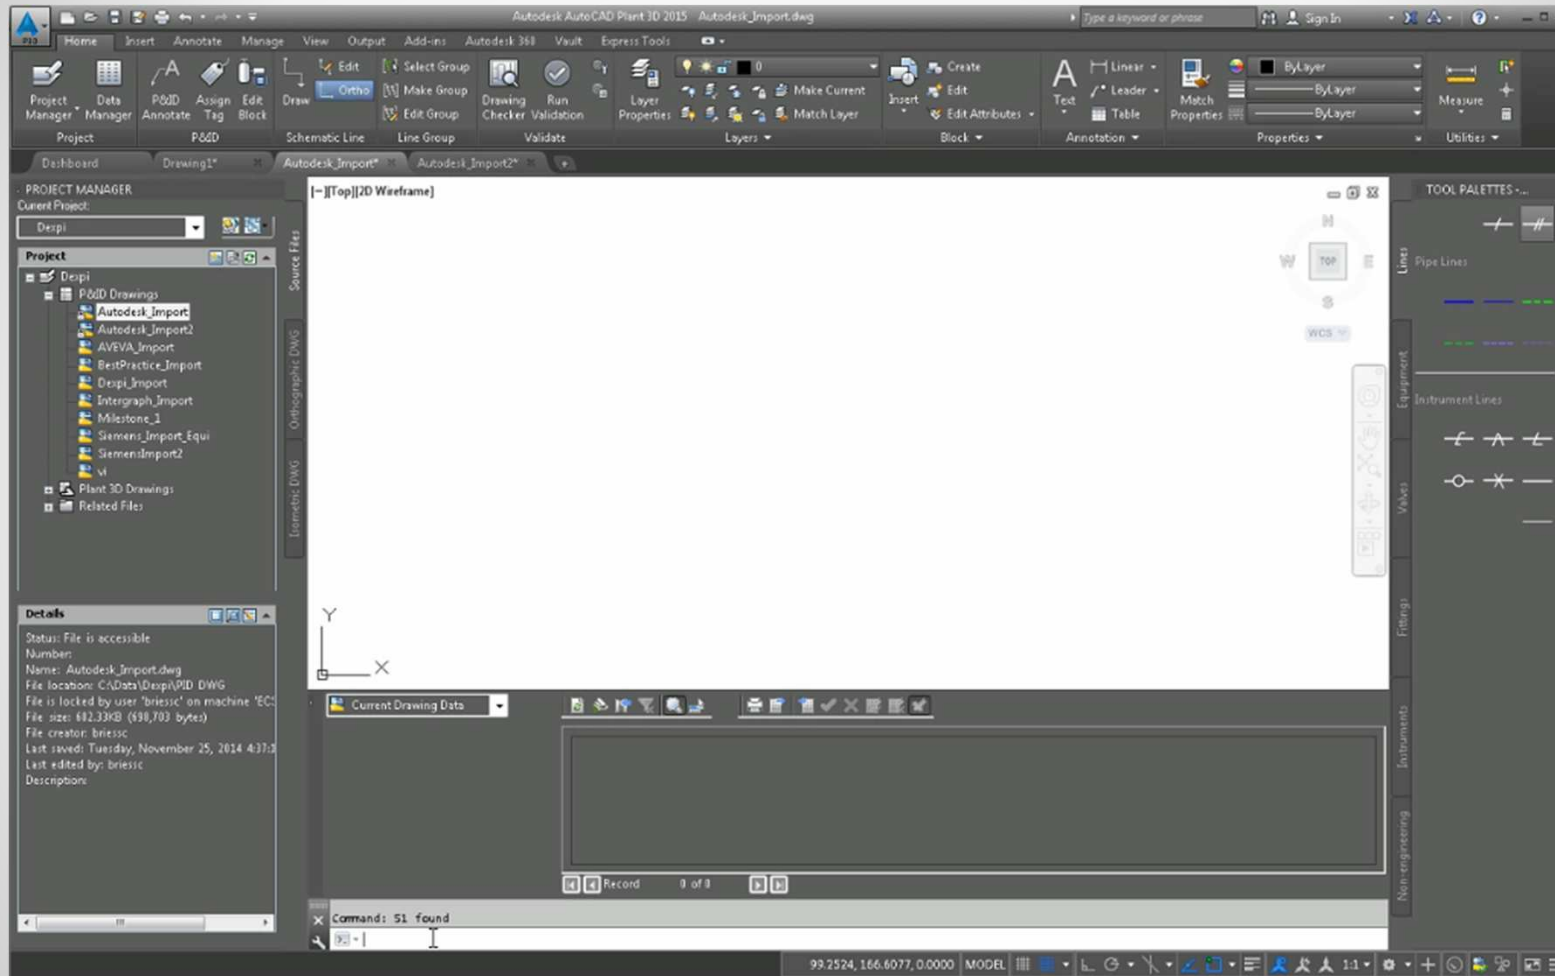 Autodesk AutoCAD Plant 3D 2015 Autodesk_Import.dwg
Type a keyword or phrase
Sign In
Home Insert Annotate Manage View Output Add-ins Autodesk 360 Vault Express Tools
Project Manager
Data Manager
P&ID Annotate
Assign Tag
Edit Block
Draw
Edit
Ortho
Select Group
Make Group
Edit Group
Drawing Checker
Run Validation
Layer Properties
0
Make Current
Match Layer
Insert
Create
Edit
Edit Attributes
Text
Linear
Leader
Table
Match Properties
ByLayer
ByLayer
ByLayer
Measure
Project P&ID Schematic Line Line Group Validate Layers Block Annotation Properties Utilities
Dashboard Drawing1* Autodesk_Import* Autodesk_Import2*
PROJECT MANAGER
Current Project:
Dexpi
Project
Dexpi
P&ID Drawings
Autodesk_Import
Autodesk_Import2
AVEVA_Import
BestPractice_Import
Dexpi_Import
Intergraph_Import
Milestone_1
Siemens_Import_Equi
SiemensImport2
vi
Plant 3D Drawings
Related Files
Source Files
Orthographic DWG
Isometric DWG
Details
Status: File is accessible
Number:
Name: Autodesk_Import.dwg
File location: C:\Data\Dexpi\PID DWG
File is locked by user 'briessc' on machine 'EC
File size: 682.33KB (698,703 bytes)
File creator: briessc
Last saved: Tuesday, November 25, 2014 4:37:
Last edited by: briessc
Description:
[−][Top][2D Wireframe]
N
W TOP E
S
WCS
Y
X
Current Drawing Data
Record 0 of 0
Command: 51 found
99.2524, 166.6077, 0.0000 MODEL 1:1
TOOL PALETTES -...
Pipe Lines
Instrument Lines
Lines
Equipment
Valves
Fittings
Instruments
Non-engineering